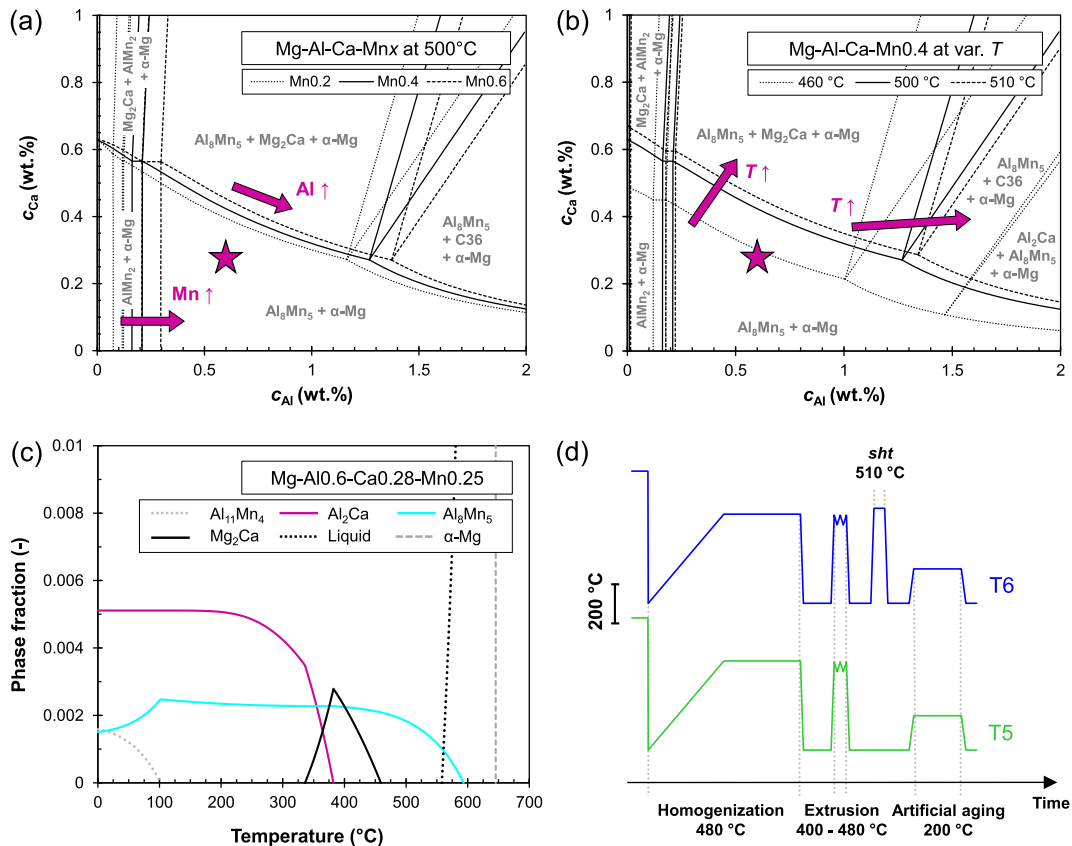 (a)
Mg-Al-Ca-Mnx at 500°C
Mn0.2
Mn0.4
Mn0.6
1
0.8
0.6
0.4
0.2
0
cCa (wt.%)
AlMn₂ + α-Mg
Mg₂Ca + AlMn₂
+ α-Mg
Al₈Mn₅ + Mg₂Ca + α-Mg
Al ↑
Mn ↑
Al₈Mn₅
+ C36
+ α-Mg
Al₈Mn₅ + α-Mg
0
0.5
1
1.5
2
cAl (wt.%)
(b)
Mg-Al-Ca-Mn0.4 at var. T
460 °C
500 °C
510 °C
1
0.8
0.6
0.4
0.2
0
cCa (wt.%)
AlMn₂ + α-Mg
Mg₂Ca + AlMn₂
+ α-Mg
Al₈Mn₅ + Mg₂Ca + α-Mg
T ↑
T ↑
Al₈Mn₅
+ C36
+ α-Mg
Al₂Ca
+ Al₈Mn₅
+ α-Mg
Al₈Mn₅ + α-Mg
0
0.5
1
1.5
2
cAl (wt.%)
(c)
Mg-Al0.6-Ca0.28-Mn0.25
Al₁₁Mn₄
Al₂Ca
Al₈Mn₅
Mg₂Ca
Liquid
α-Mg
0.01
0.008
0.006
0.004
0.002
0
Phase fraction (-)
0
100
200
300
400
500
600
700
Temperature (°C)
(d)
sht
510 °C
200 °C
T6
T5
Time
Homogenization
480 °C
Extrusion
400 - 480 °C
Artificial aging
200 °C